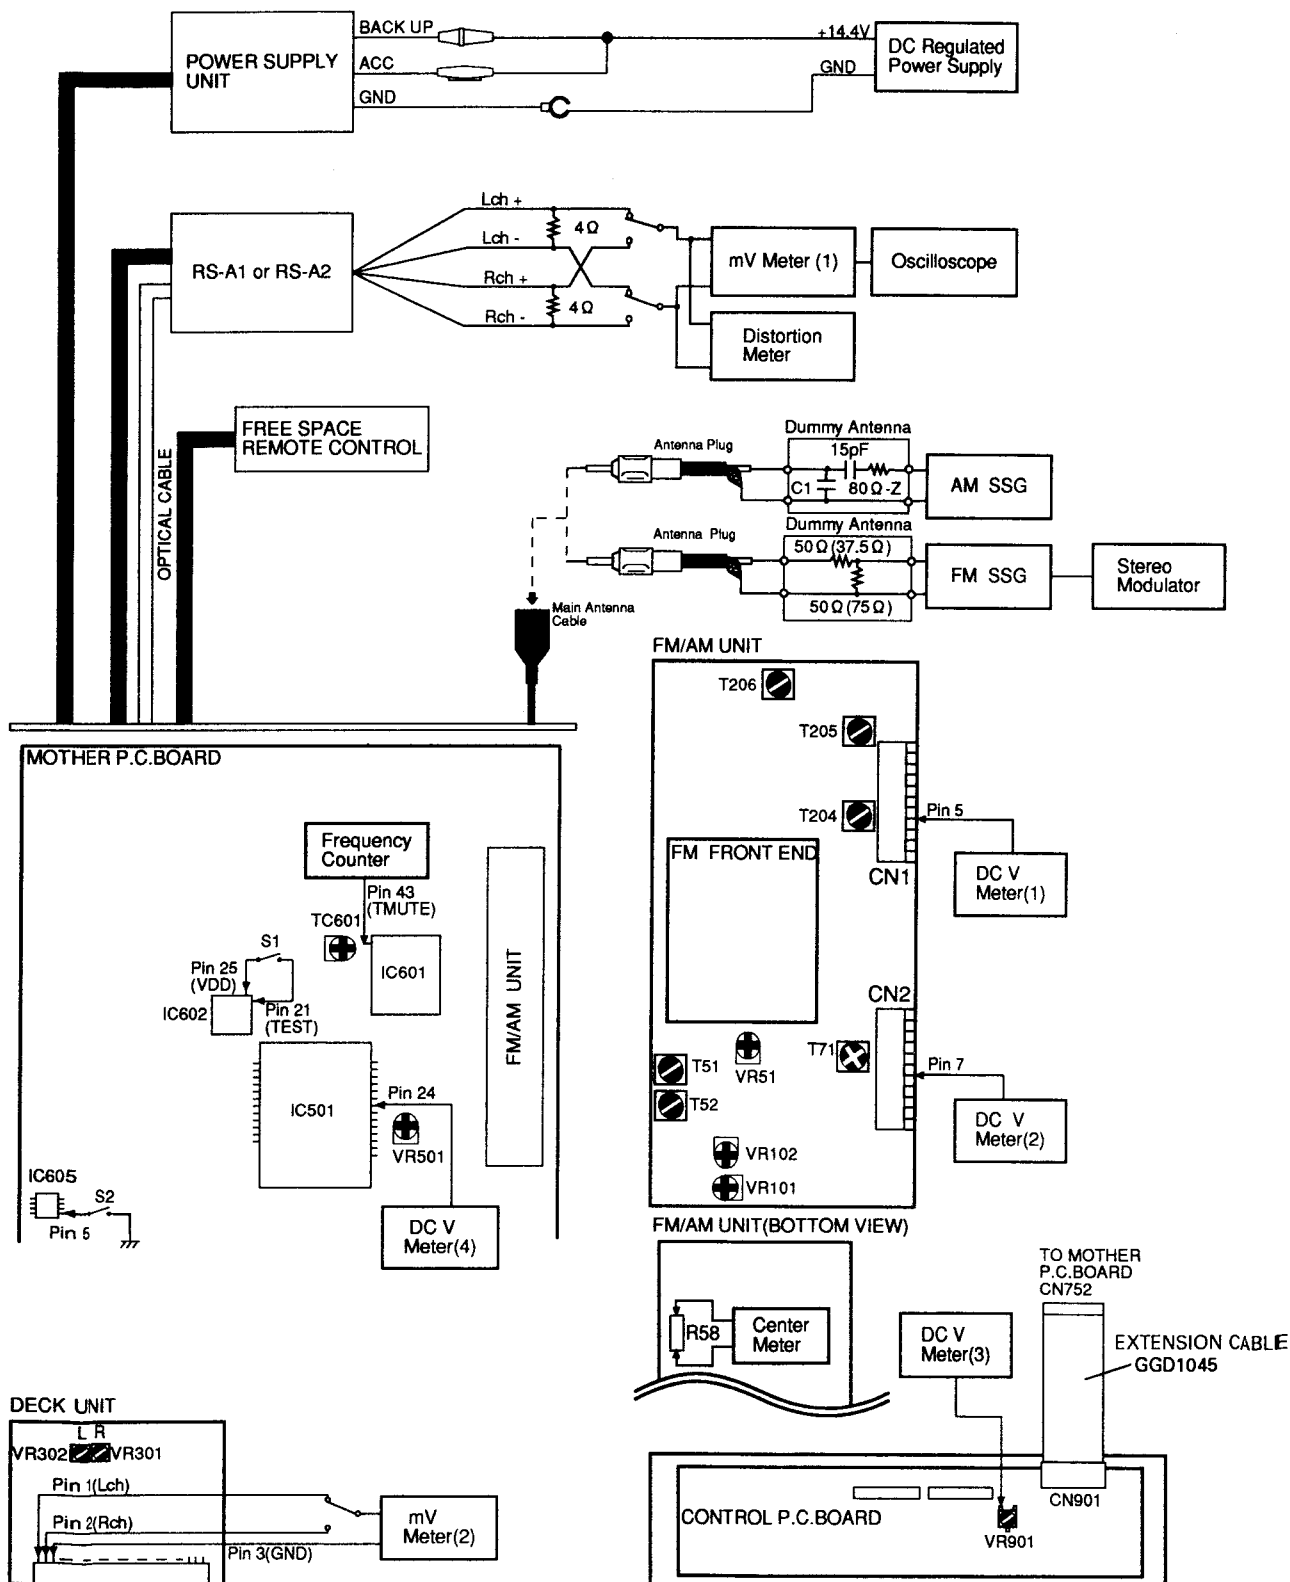 POWER SUPPLY
UNIT
BACK UP
ACC
GND
+14.4V
GND
DC Regulated
Power Supply
RS-A1 or RS-A2
Lch +
4Ω
Lch -
Rch +
4Ω
Rch -
mV Meter (1)
Oscilloscope
Distortion
Meter
FREE SPACE
REMOTE CONTROL
OPTICAL CABLE
Antenna Plug
Dummy Antenna
15pF
C1
80Ω-Z
AM SSG
Antenna Plug
Dummy Antenna
50Ω(37.5Ω)
50Ω(75Ω)
FM SSG
Stereo
Modulator
Main Antenna
Cable
MOTHER P.C.BOARD
Frequency
Counter
Pin 43
(TMUTE)
TC601
IC601
S1
Pin 25
(VDD)
IC602
Pin 21
(TEST)
FM/AM UNIT
IC501
Pin 24
VR501
DC V
Meter(4)
IC605
S2
Pin 5
FM/AM UNIT
T206
T205
T204
Pin 5
CN1
DC V
Meter(1)
FM FRONT END
CN2
T71
Pin 7
DC V
Meter(2)
T51
T52
VR51
VR102
VR101
FM/AM UNIT(BOTTOM VIEW)
R58
Center
Meter
DC V
Meter(3)
TO MOTHER
P.C.BOARD
CN752
EXTENSION CABLE
GGD1045
CN901
CONTROL P.C.BOARD
VR901
DECK UNIT
L R
VR302
VR301
Pin 1(Lch)
Pin 2(Rch)
Pin 3(GND)
mV
Meter(2)